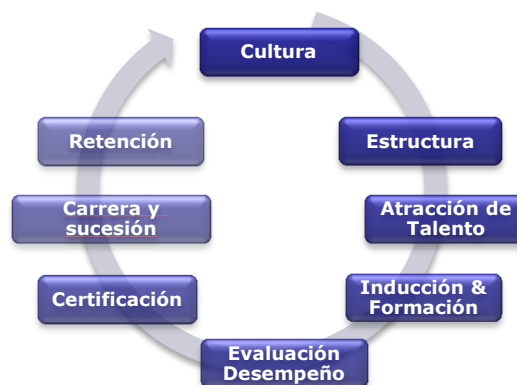 Cultura
Estructura
Atracción de
Talento
Inducción &
Formación
Evaluación
Desempeño
Certificación
Carrera y
sucesión
Retención